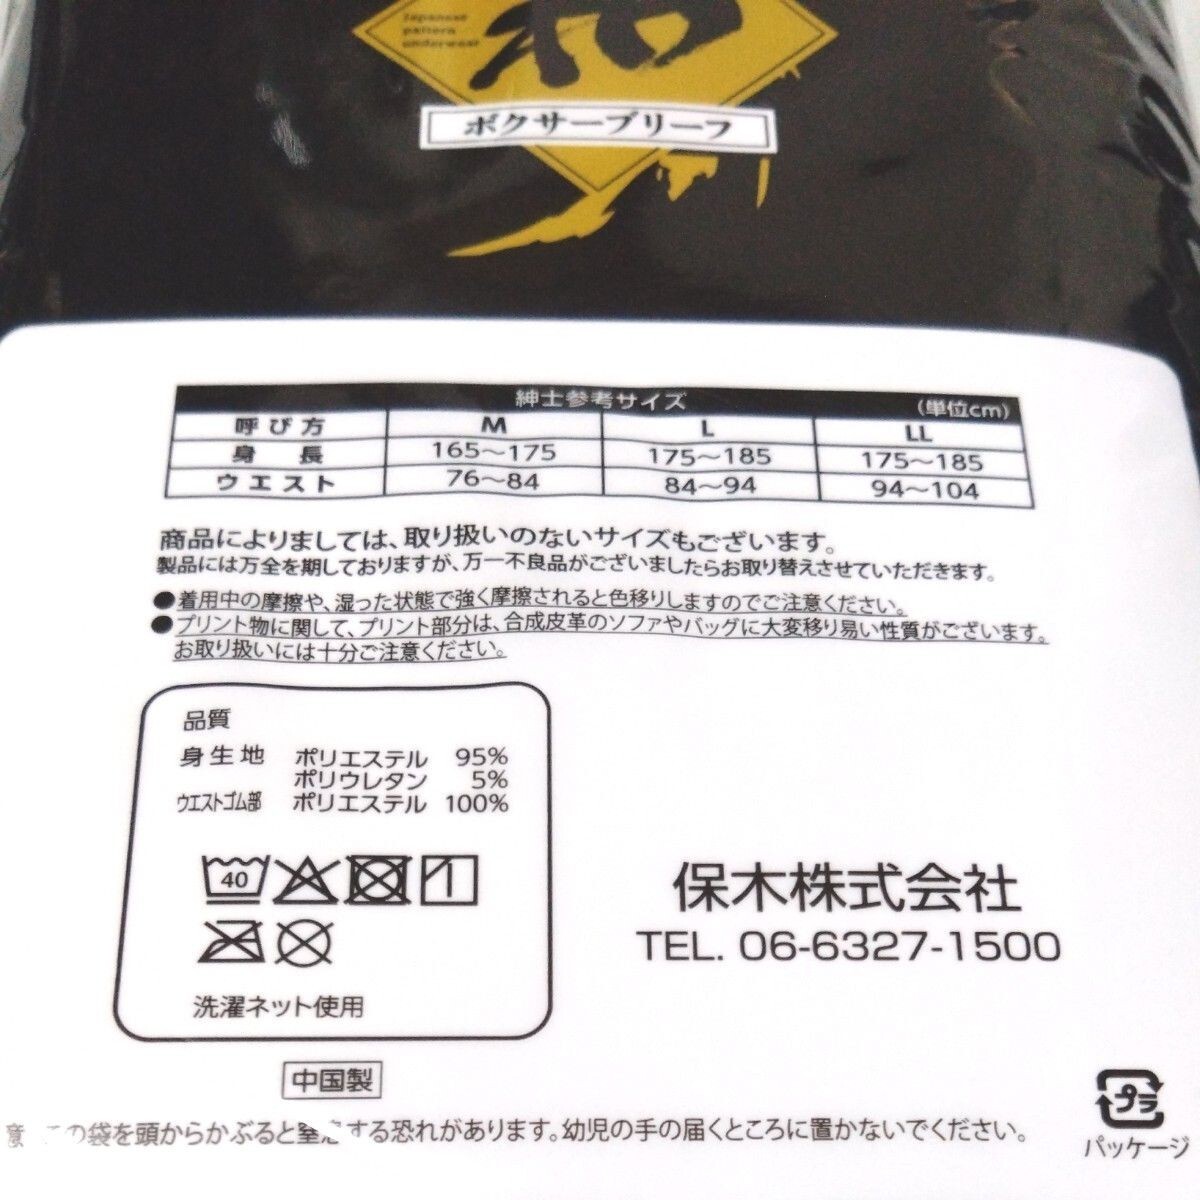 Japanese
pattern
underwear
和
ボクサーブリーフ
紳士参考サイズ (単位cm)
呼び方 M L LL
身長 165〜175 175〜185 175〜185
ウエスト 76〜84 84〜94 94〜104
商品によりましては、取り扱いのないサイズもございます。
製品には万全を期しておりますが、万一不良品がございましたらお取り替えさせていただきます。
●着用中の摩擦や、湿った状態で強く摩擦されると色移りしますのでご注意ください。
●プリント物に関して、プリント部分は、合成皮革のソファやバッグに大変移り易い性質がございます。
お取り扱いには十分ご注意ください。
品質
身生地 ポリエステル 95%
ポリウレタン 5%
ウエストゴム部 ポリエステル 100%
40
洗濯ネット使用
保木株式会社
TEL. 06-6327-1500
中国製
意 この袋を頭からかぶると窒息する恐れがあります。幼児の手の届くところに置かないでください。
プラ
パッケージ